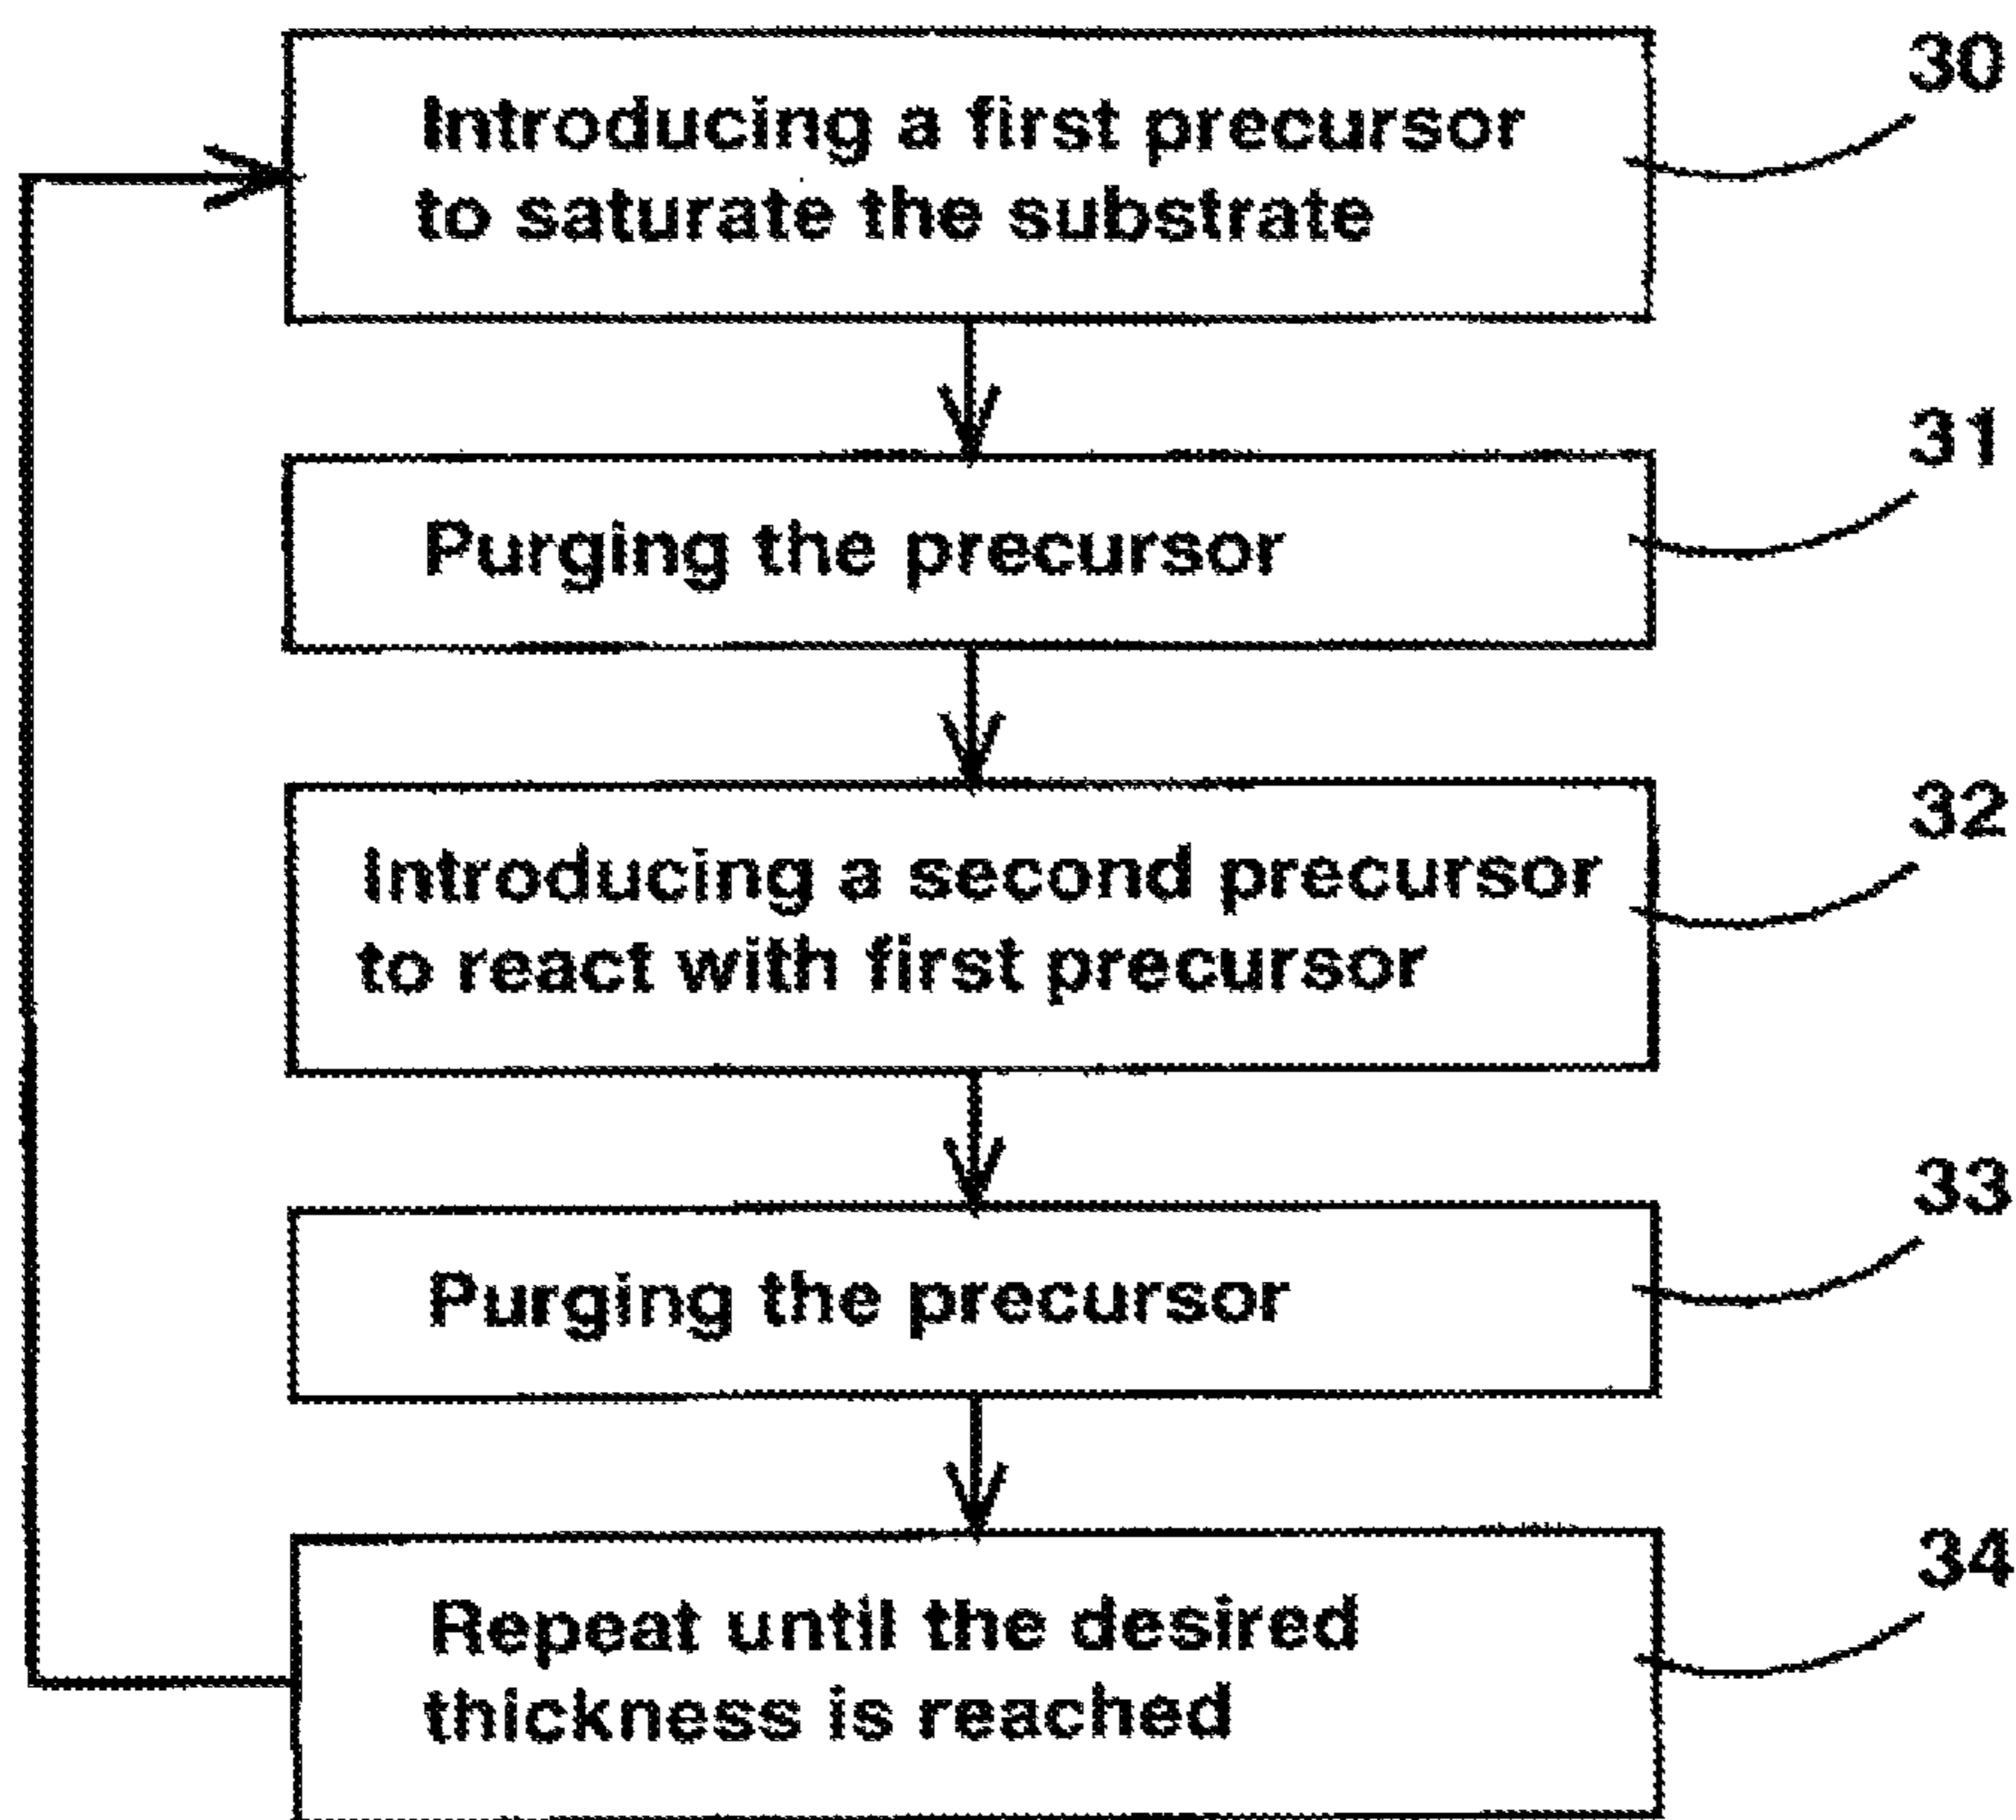 30
Introducing a first precursor
to saturate the substrate
31
Purging the precursor
32
Introducing a second precursor
to react with first precursor
33
Purging the precursor
34
Repeat until the desired
thickness is reached